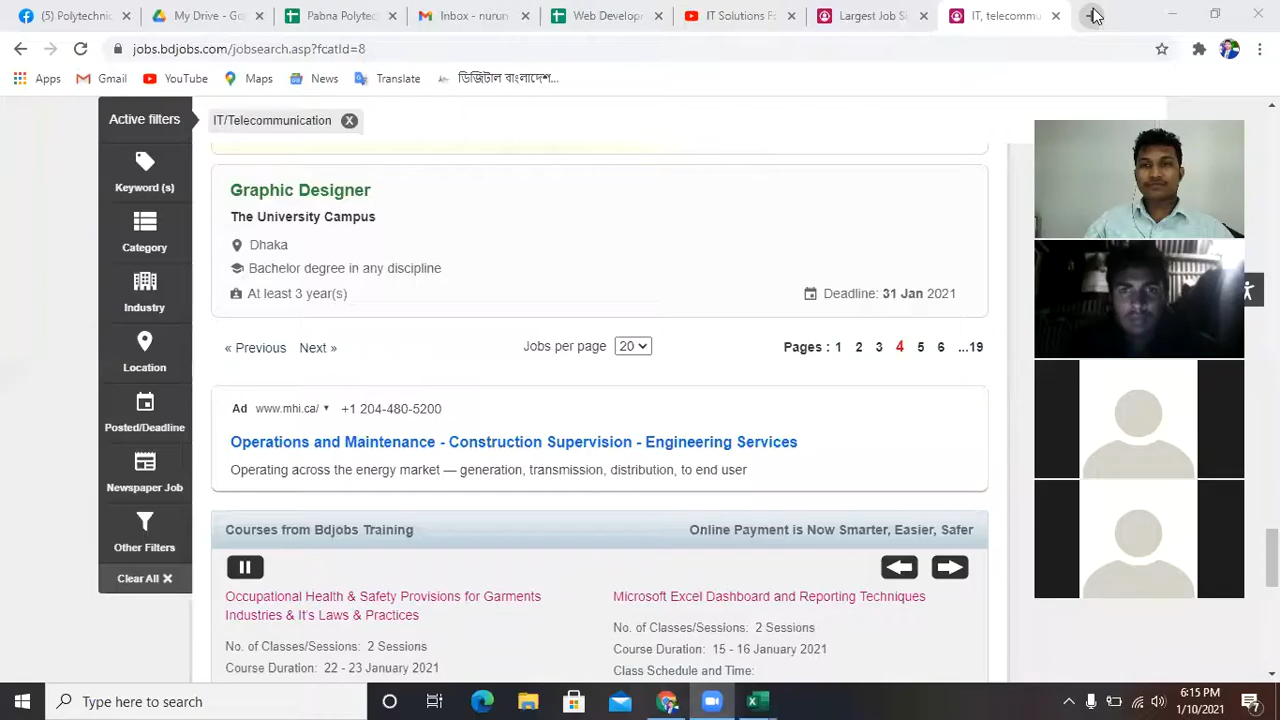 (5) Polytechnic
My Drive - Go
Pabna Polytec
Inbox - nurun
Web Develop
IT Solutions F
Largest Job Si
IT, telecommu
jobs.bdjobs.com/jobsearch.asp?fcatId=8
Apps
Gmail
YouTube
Maps
News
Translate
ডিজিটাল বাংলাদেশ...
Active filters
IT/Telecommunication X
Keyword (s)
Category
Industry
Location
Posted/Deadline
Newspaper Job
Other Filters
Clear All ✕
Graphic Designer
The University Campus
Dhaka
Bachelor degree in any discipline
At least 3 year(s)
Deadline: 31 Jan 2021
« Previous Next »
Jobs per page 20
Pages : 1 2 3 4 5 6 ...19
Ad www.mhi.ca/ ▼ +1 204-480-5200
Operations and Maintenance - Construction Supervision - Engineering Services
Operating across the energy market — generation, transmission, distribution, to end user
Courses from Bdjobs Training
Online Payment is Now Smarter, Easier, Safer
Occupational Health & Safety Provisions for Garments
Industries & It's Laws & Practices
No. of Classes/Sessions: 2 Sessions
Course Duration: 22 - 23 January 2021
Microsoft Excel Dashboard and Reporting Techniques
No. of Classes/Sessions: 2 Sessions
Course Duration: 15 - 16 January 2021
Class Schedule and Time:
Type here to search
6:15 PM
1/10/2021
7